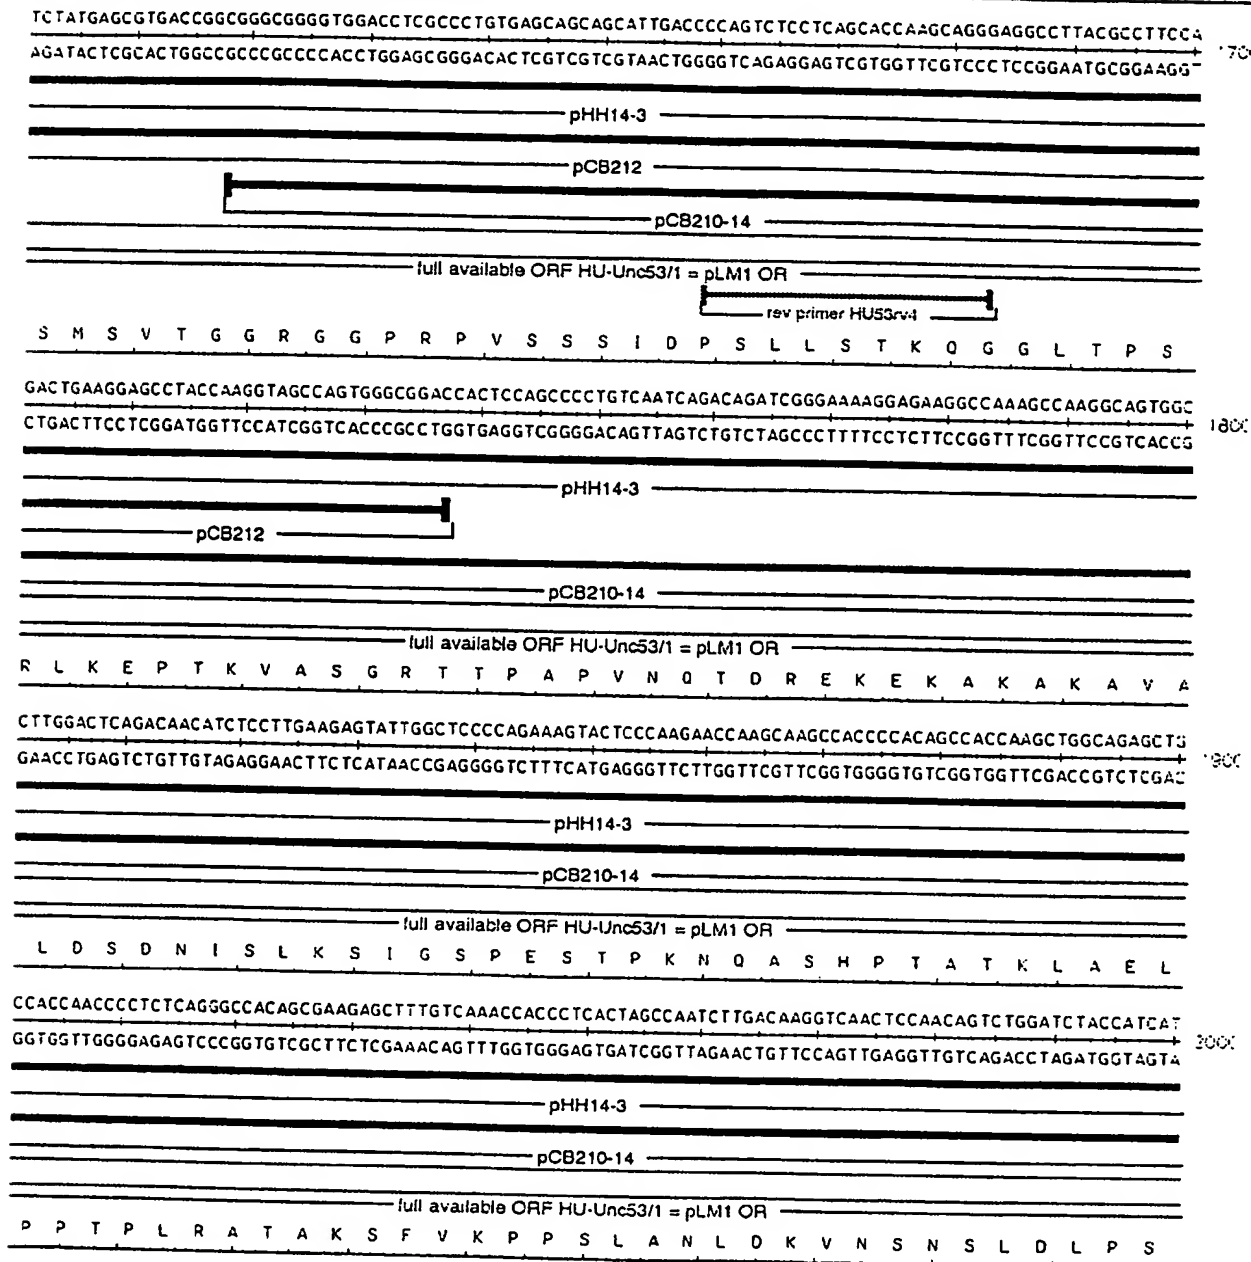 TCTATGAGCGTGACCGGCGGGCGGGGTGGACCTCGCCCTGTGAGCAGCAGCATTGACCCCAGTCTCCTCAGCACCAAGCAGGGAGGCCTTACGCCTTCCA
AGATACTCGCACTGGCCGCCCGCCCCACCTGGAGCGGGACACTCGTCGTCGTAACTGGGGTCAGAGGAGTCGTGGTTCGTCCCTCCGGAATGCGGAAGGT
pHH14-3
pCB212
pCB210-14
full available ORF HU-Unc53/1 = pLM1 OR
rev primer HU53rv4
S M S V T G G R G G P R P V S S S I D P S L L S T K Q G G L T P S
GACTGAAGGAGCCTACCAAGGTAGCCAGTGGGCGGACCACTCCAGCCCCTGTCAATCAGACAGATCGGGAAAAGGAGAAGGCCAAAGCCAAGGCAGTGGC
CTGACTTCCTCGGATGGTTCCATCGGTCACCCGCCTGGTGAGGTCGGGGACAGTTAGTCTGTCTAGCCCTTTTCCTCTTCCGGTTTCGGTTCCGTCACCG
1800
pHH14-3
pCB212
pCB210-14
full available ORF HU-Unc53/1 = pLM1 OR
R L K E P T K V A S G R T T P A P V N Q T D R E K E K A K A K A V A
CTTGGACTCAGACAACATCTCCTTGAAGAGTATTGGCTCCCCAGAAAGTACTCCCAAGAACCAAGCAAGCCACCCCACAGCCACCAAGCTGGCAGAGCTG
GAACCTGAGTCTGTTGTAGAGGAACTTCTCATAACCGAGGGGTCTTTCATGAGGGTTCTTGGTTCGTTCGGTGGGGTGTCGGTGGTTCGACCGTCTCGAC
pHH14-3
pCB210-14
full available ORF HU-Unc53/1 = pLM1 OR
L D S D N I S L K S I G S P E S T P K N Q A S H P T A T K L A E L
CCACCAACCCCTCTCAGGGCCACAGCGAAGAGCTTTGTCAAACCACCCTCACTAGCCAATCTTGACAAGGTCAACTCCAACAGTCTGGATCTACCATCAT
GGTGGTTGGGGAGAGTCCCGGTGTCGCTTCTCGAAACAGTTTGGTGGGAGTGATCGGTTAGAACTGTTCCAGTTGAGGTTGTCAGACCTAGATGGTAGTA
2000
pHH14-3
pCB210-14
full available ORF HU-Unc53/1 = pLM1 OR
P P T P L R A T A K S F V K P P S L A N L D K V N S N S L D L P S